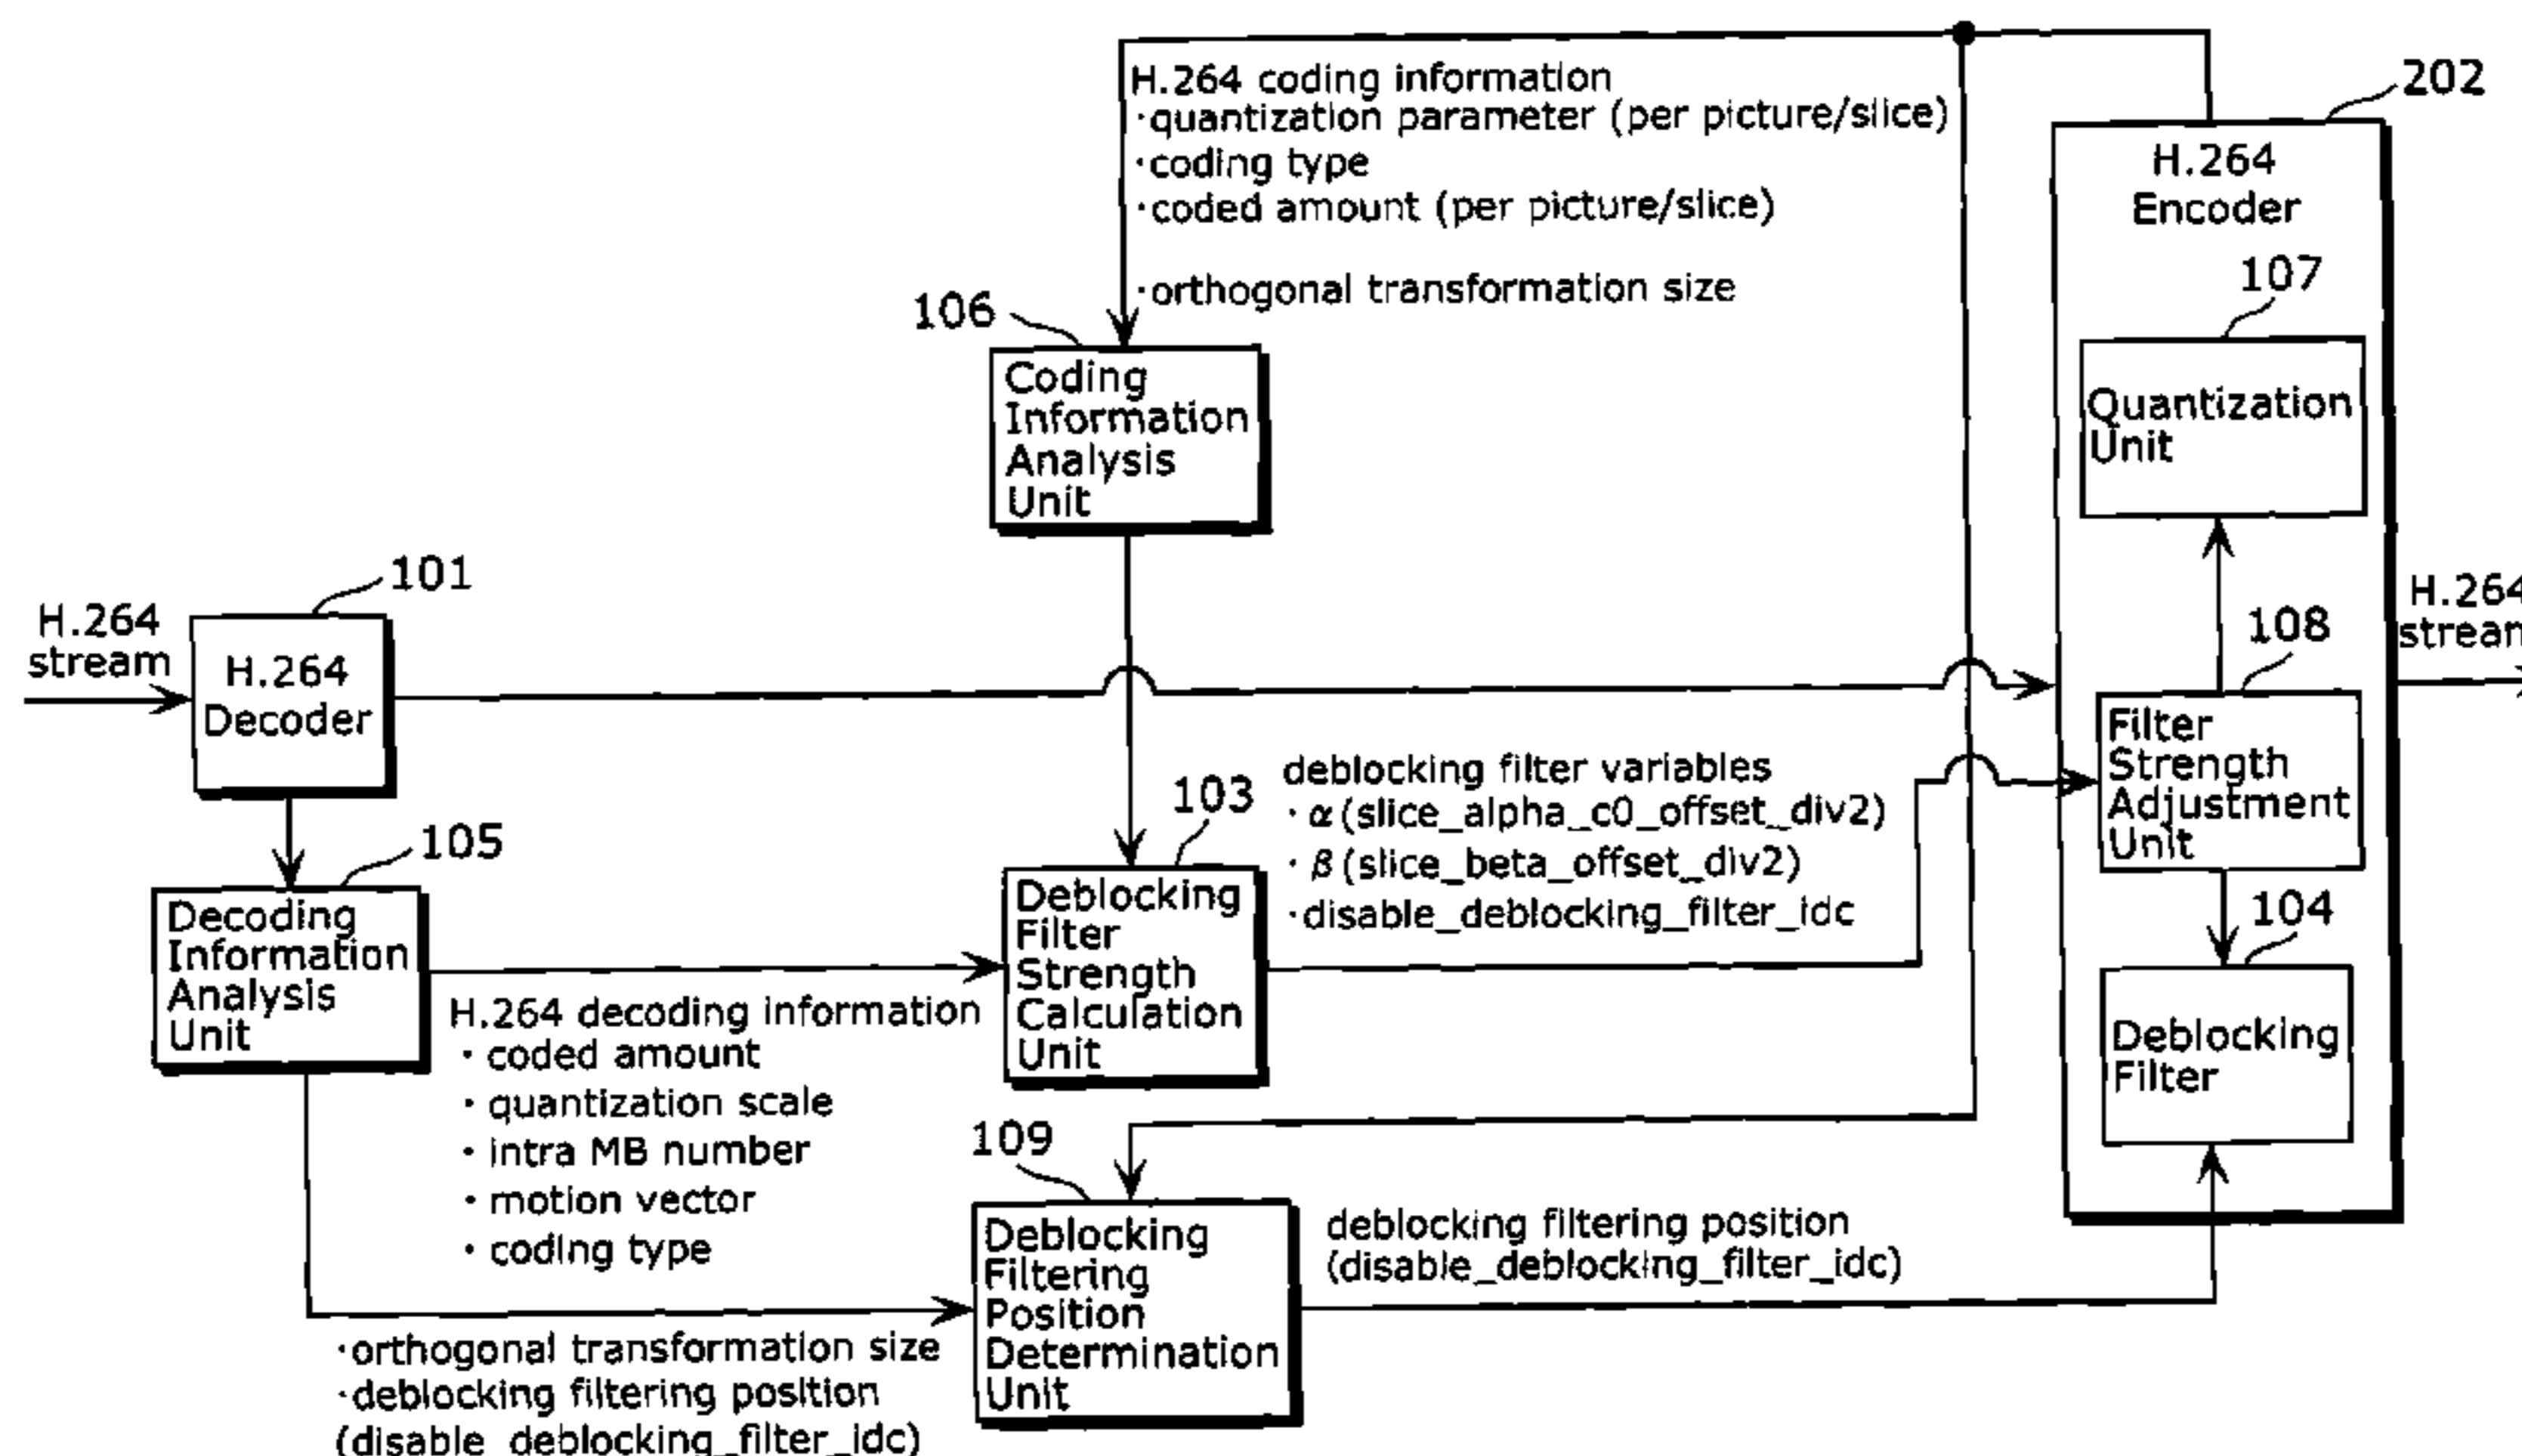 H.264 coding information
·quantization parameter (per picture/slice)
·coding type
·coded amount (per picture/slice)
·orthogonal transformation size
202
H.264
Encoder
107
Quantization
Unit
106
Coding
Information
Analysis
Unit
101
H.264
stream
H.264
Decoder
108
Filter
Strength
Adjustment
Unit
H.264
stream
105
Decoding
Information
Analysis
Unit
103
Deblocking
Filter
Strength
Calculation
Unit
deblocking filter variables
·α(slice_alpha_c0_offset_div2)
·β(slice_beta_offset_div2)
·disable_deblocking_filter_idc
104
Deblocking
Filter
H.264 decoding information
·coded amount
·quantization scale
·intra MB number
·motion vector
·coding type
109
Deblocking
Filtering
Position
Determination
Unit
deblocking filtering position
(disable_deblocking_filter_idc)
·orthogonal transformation size
·deblocking filtering position
(disable_deblocking_filter_idc)